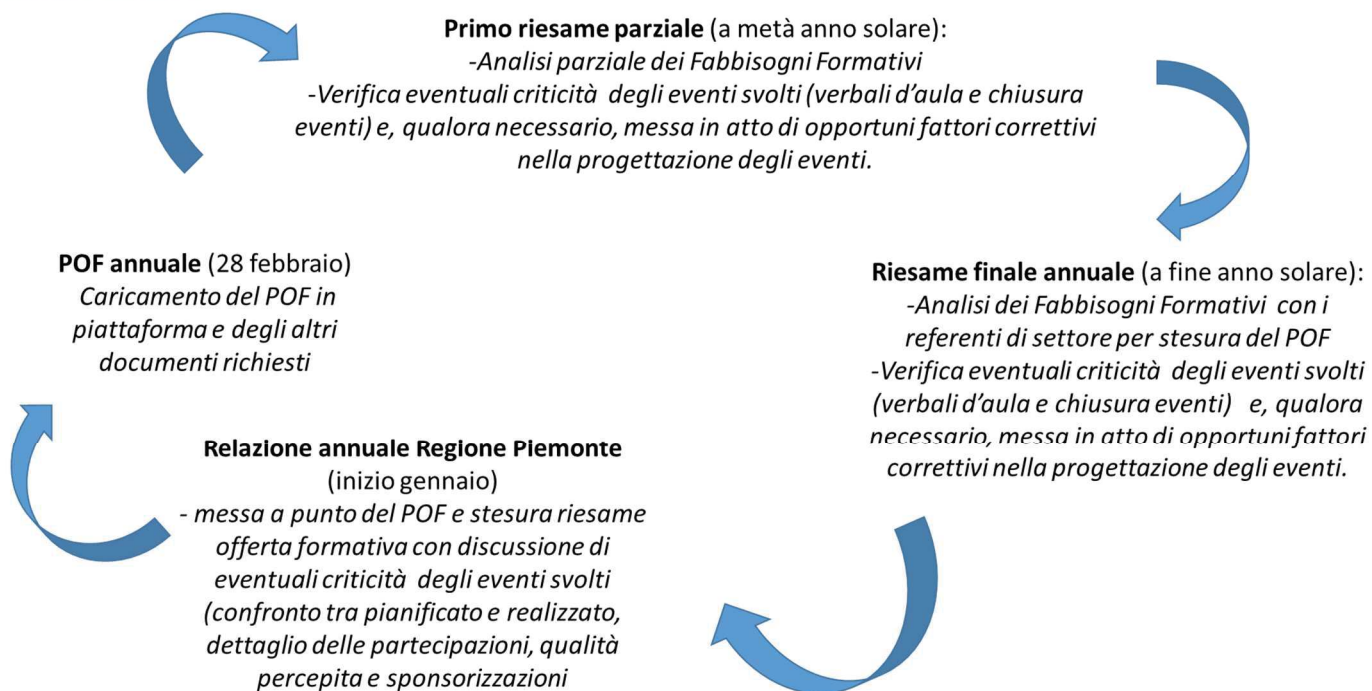 Primo riesame parziale (a metà anno solare):
-Analisi parziale dei Fabbisogni Formativi
-Verifica eventuali criticità degli eventi svolti (verbali d’aula e chiusura
eventi) e, qualora necessario, messa in atto di opportuni fattori correttivi
nella progettazione degli eventi.
Riesame finale annuale (a fine anno solare):
-Analisi dei Fabbisogni Formativi con i
referenti di settore per stesura del POF
-Verifica eventuali criticità degli eventi svolti
(verbali d’aula e chiusura eventi) e, qualora
necessario, messa in atto di opportuni fattori
correttivi nella progettazione degli eventi.
Relazione annuale Regione Piemonte
(inizio gennaio)
- messa a punto del POF e stesura riesame
offerta formativa con discussione di
eventuali criticità degli eventi svolti
(confronto tra pianificato e realizzato,
dettaglio delle partecipazioni, qualità
percepita e sponsorizzazioni
POF annuale (28 febbraio)
Caricamento del POF in
piattaforma e degli altri
documenti richiesti